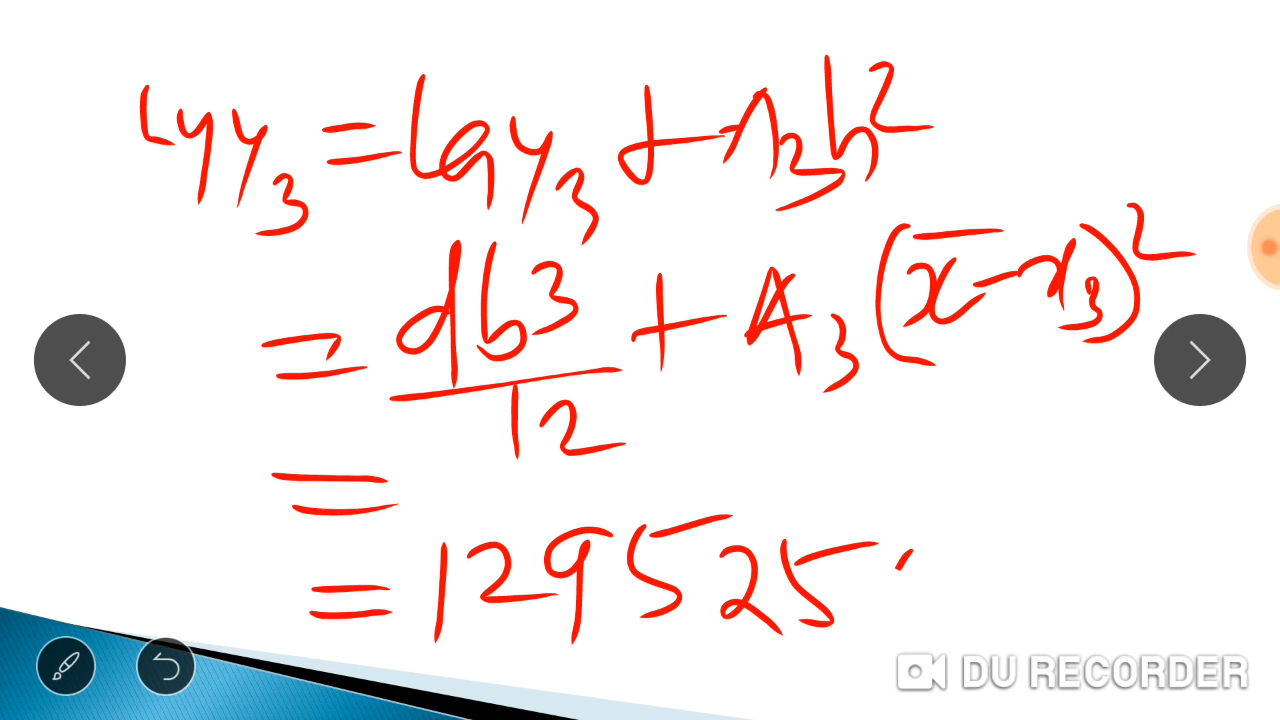 Iyy₃ = IGy₃ + A₃h²
= db³/12 + A₃(x̄ - x₃)²
=
= 129525.
DU RECORDER